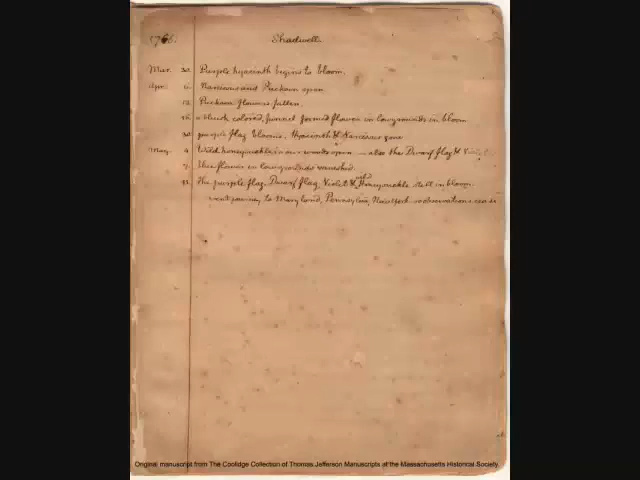 1766. Shadwell.
Mar. 30. Purple hyacinth begins to bloom.
Apr. 6. Narcissus and Puckoon open.
13. Puckoon flowers fallen.
16. a bluish colored, funnel formed flower in lowgrounds in bloom
30. purple flag blooms. Hyacinth & Narcissus gone.
May. 4. Wild honeysuckle in our woods open. — also the Dwarf flag & Violets
7. blue flower in lowgrounds vanished.
11. The purple flag, Dwarf flag, Violet & wild Honeysuckle still in bloom.
went journey to Maryland, Pennsylva, New York. so observations cease
Original manuscript from The Coolidge Collection of Thomas Jefferson Manuscripts at the Massachusetts Historical Society